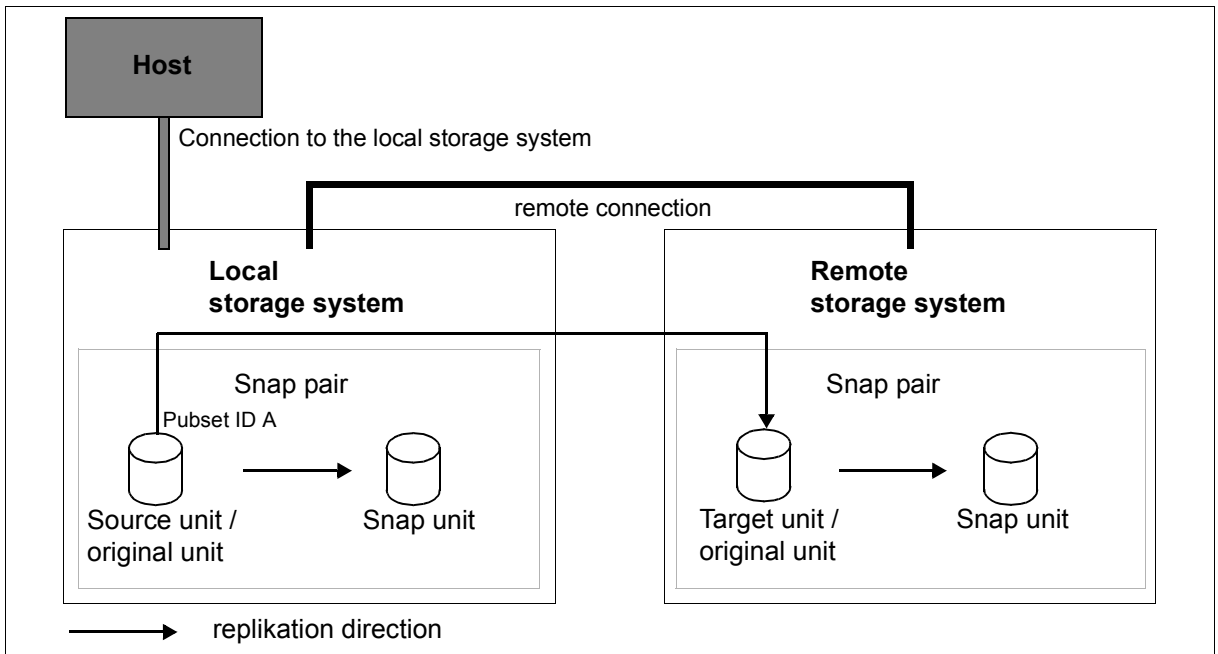 Host
Connection to the local storage system
remote connection
Local
storage system
Remote
storage system
Snap pair
Snap pair
Pubset ID A
Source unit /
original unit
Snap unit
Target unit /
original unit
Snap unit
replikation direction